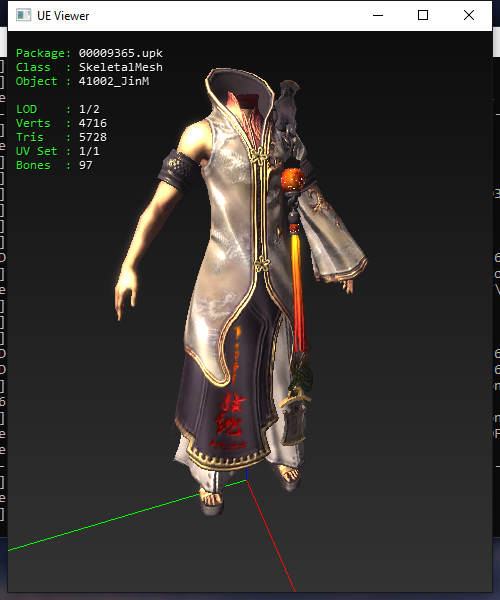 UE Viewer
Package: 00009365.upk
Class : SkeletalMesh
Object : 41002_JinM
LOD : 1/2
Verts : 4716
Tris : 5728
UV Set : 1/1
Bones : 97